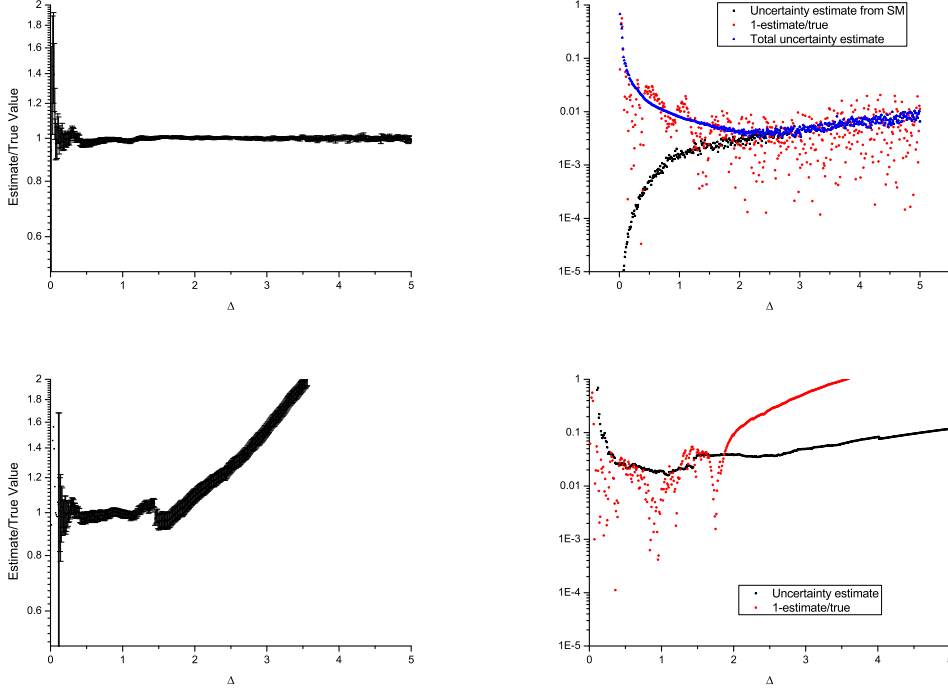 2
1.8
1.6
1.4
1.2
1
0.8
0.6
Estimate/True Value
0 1 2 3 4 5
Δ
Uncertainty estimate from SM
1-estimate/true
Total uncertainty estimate
1
0.1
0.01
1E-3
1E-4
1E-5
0 1 2 3 4 5
Δ
2
1.8
1.6
1.4
1.2
1
0.8
0.6
Estimate/True Value
0 1 2 3 4 5
Δ
1
0.1
0.01
1E-3
1E-4
1E-5
Uncertainty estimate
1-estimate/true
0 1 2 3 4
Δ